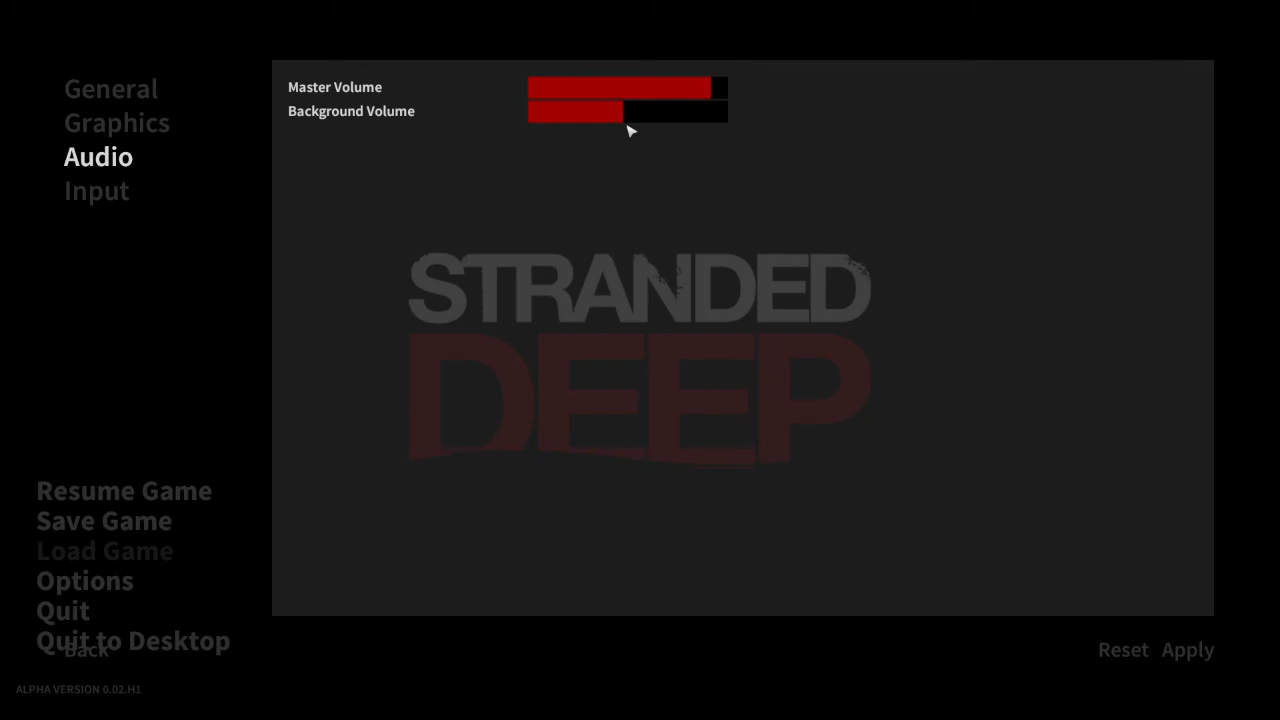 General
Graphics
Audio
Input
Master Volume
Background Volume
STRANDED
DEEP
Resume Game
Save Game
Load Game
Options
Quit
Quit to Desktop
Back
Reset Apply
ALPHA VERSION 0.02.H1